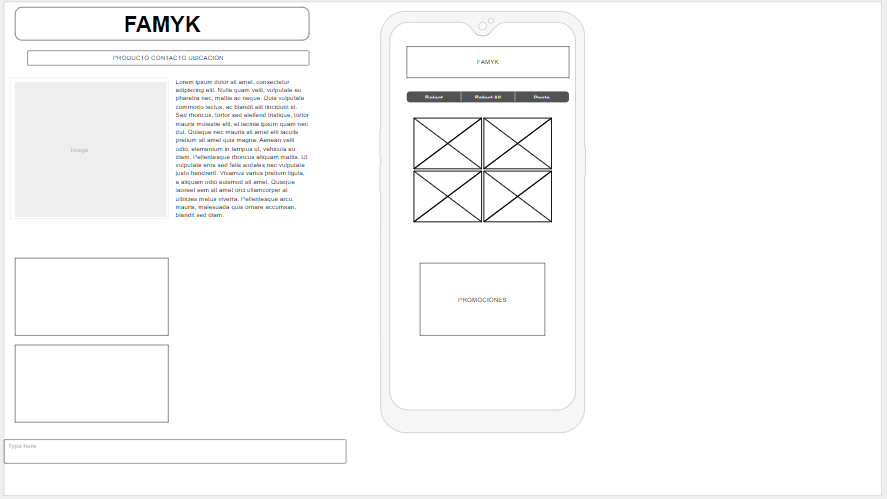 FAMYK
PRODUCTO CONTACTO UBICACIÓN
Image
Lorem ipsum dolor sit amet, consectetur
adipiscing elit. Nulla quam velit, vulputate eu
pharetra nec, mattis ac neque. Duis vulputate
commodo lectus, ac blandit elit tincidunt id.
Sed rhoncus, tortor sed eleifend tristique, tortor
mauris molestie elit, et lacinia ipsum quam nec
dui. Quisque nec mauris sit amet elit iaculis
pretium sit amet quis magna. Aenean velit
odio, elementum in tempus ut, vehicula eu
diam. Pellentesque rhoncus aliquam mattis. Ut
vulputate eros sed felis sodales nec vulputate
justo hendrerit. Vivamus varius pretium ligula,
a aliquam odio euismod sit amet. Quisque
laoreet sem sit amet orci ullamcorper at
ultricies metus viverra. Pellentesque arcu
mauris, malesuada quis ornare accumsan,
blandit sed diam.
Type here
FAMYK
Select Select All Paste
PROMOCIONES